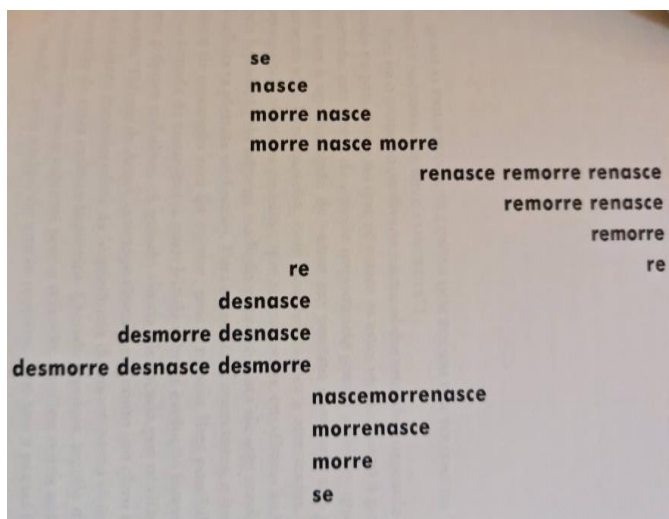 se
nasce
morre nasce
morre nasce morre
renasce remorre renasce
remorre renasce
remorre
re
re
desnasce
desmorre desnasce
desmorre desnasce desmorre
nascemorrenasce
morrenasce
morre
se